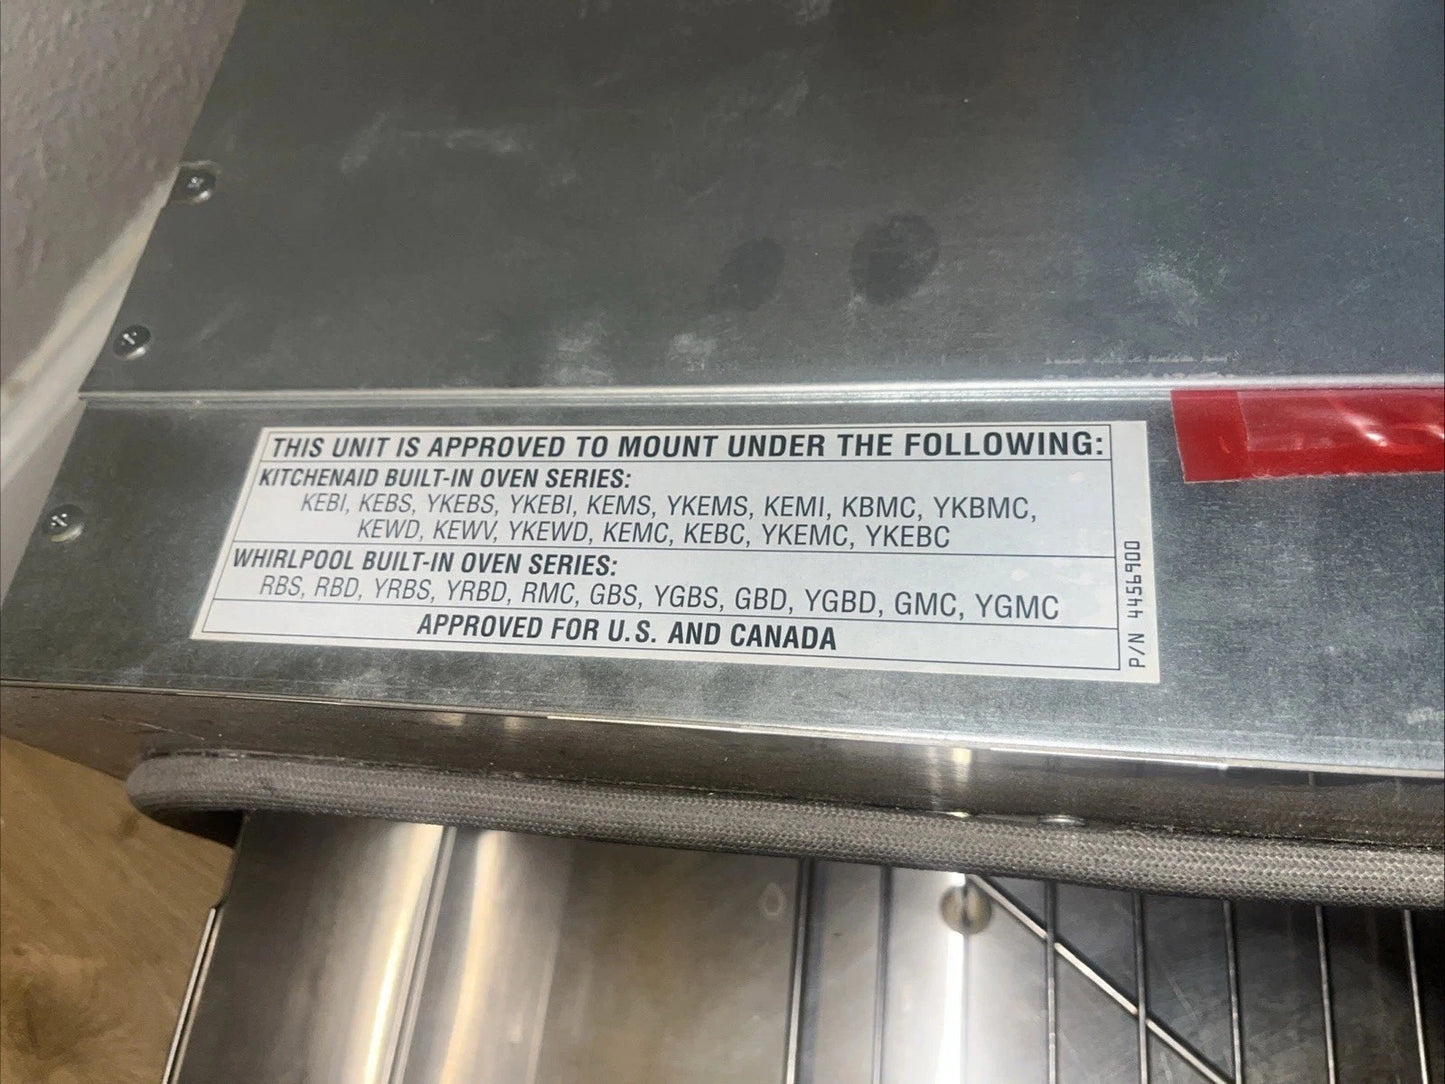 THIS UNIT IS APPROVED TO MOUNT UNDER THE FOLLOWING:
KITCHENAID BUILT-IN OVEN SERIES:
KEBI, KEBS, YKEBS, YKEBI, KEMS, YKEMS, KEMI, KBMC, YKBMC,
KEWD, KEWV, YKEWD, KEMC, KEBC, YKEMC, YKEBC
WHIRLPOOL BUILT-IN OVEN SERIES:
RBS, RBD, YRBS, YRBD, RMC, GBS, YGBS, GBD, YGBD, GMC, YGMC
APPROVED FOR U.S. AND CANADA
P/N 4456900